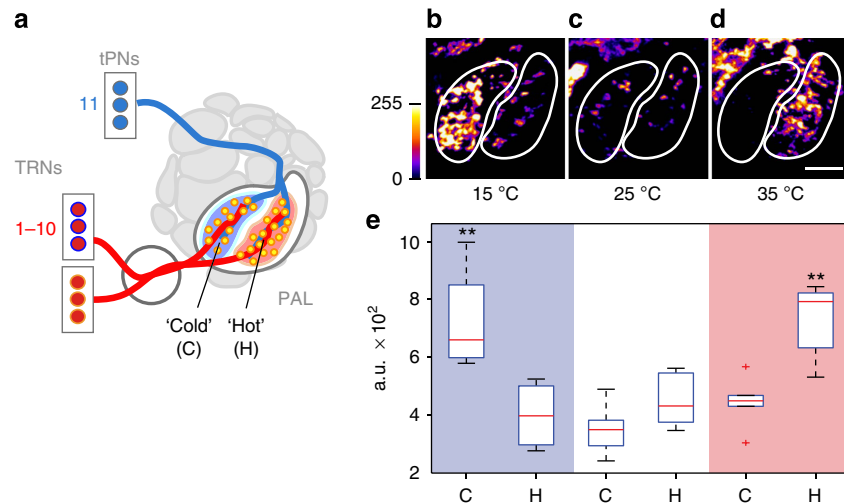 a
tPNs
11
TRNs
1–10
PAL
'Cold'
(C)
'Hot'
(H)
b
c
d
255
0
15 °C
25 °C
35 °C
e
a.u. × 10²
10
8
6
4
2
**
**
C
H
C
H
C
H